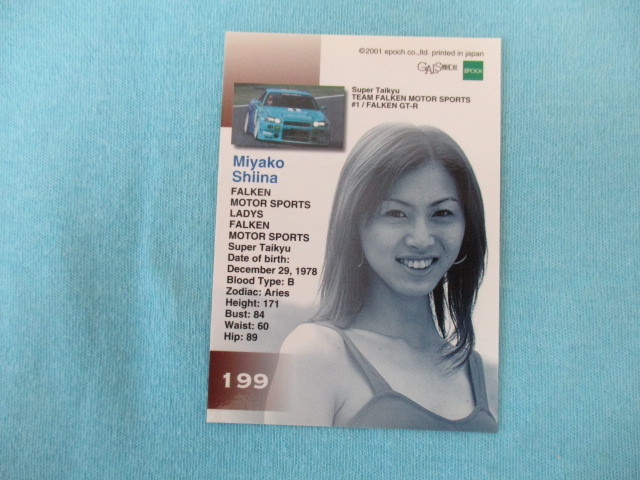 ©2001 epoch co.,ltd. printed in japan
EPOCH
Super Taikyu
TEAM FALKEN MOTOR SPORTS
#1 / FALKEN GT-R
Miyako
Shiina
FALKEN
MOTOR SPORTS
LADYS
FALKEN
MOTOR SPORTS
Super Taikyu
Date of birth:
December 29, 1978
Blood Type: B
Zodiac: Aries
Height: 171
Bust: 84
Waist: 60
Hip: 89
199